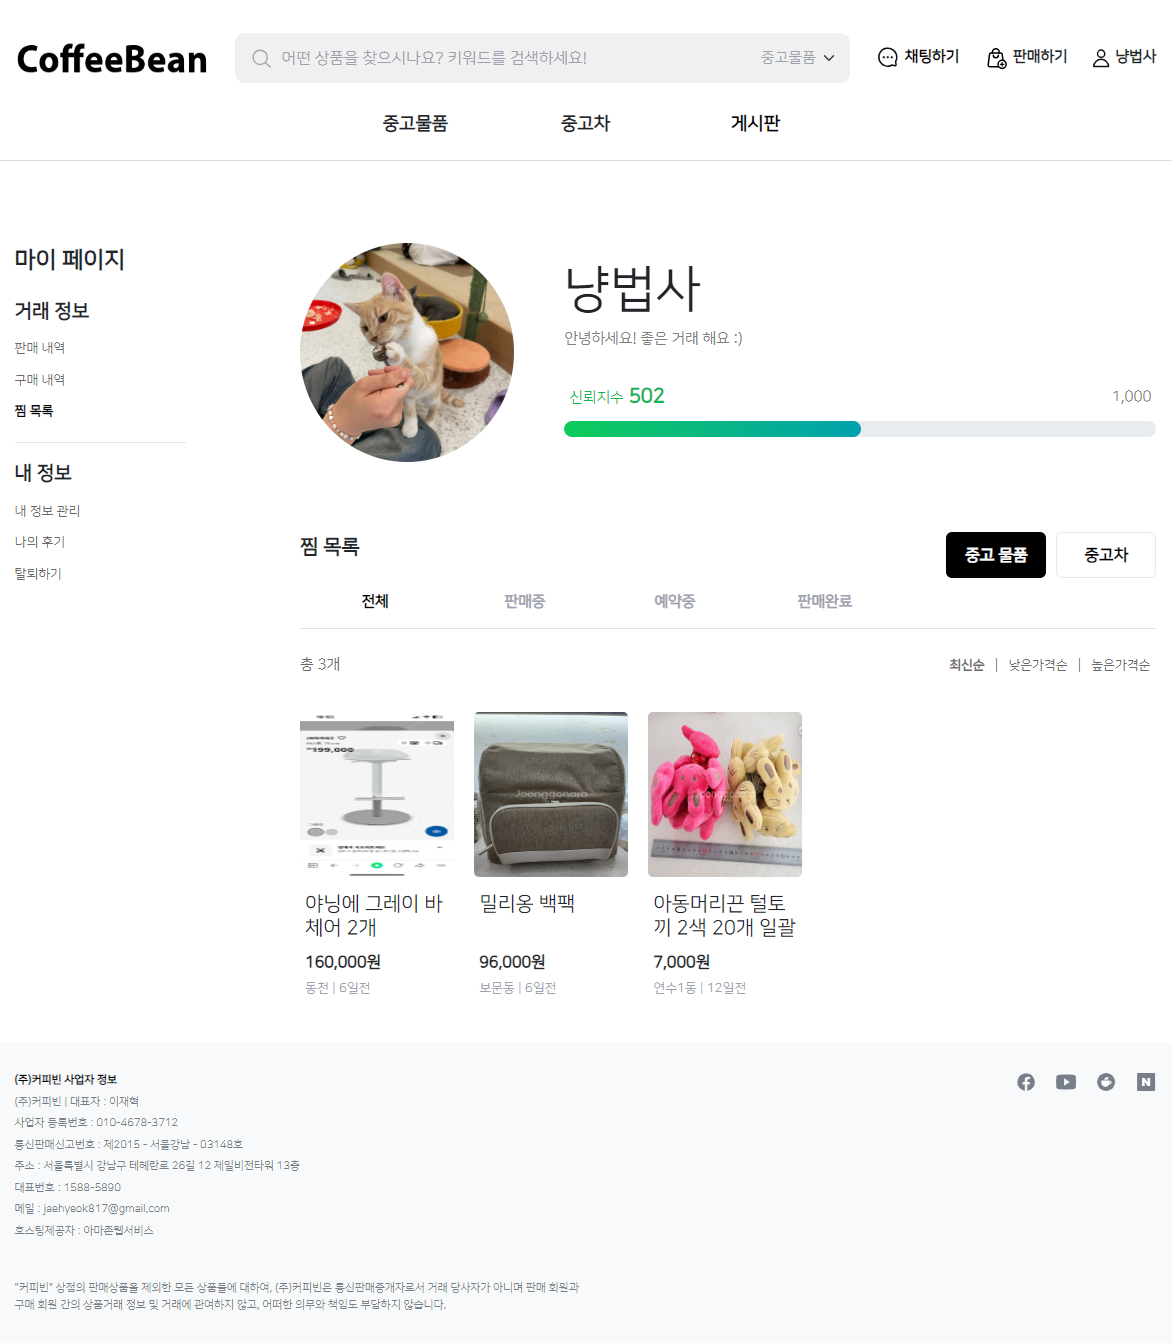 CoffeeBean
어떤 상품을 찾으시나요? 키워드를 검색하세요!
중고물품
채팅하기
판매하기
냥법사
중고물품
중고차
게시판
마이 페이지
거래 정보
판매 내역
구매 내역
찜 목록
내 정보
내 정보 관리
나의 후기
탈퇴하기
냥법사
안녕하세요! 좋은 거래 해요 :)
신뢰지수 502
1,000
찜 목록
중고 물품
중고차
전체
판매중
예약중
판매완료
총 3개
최신순 | 낮은가격순 | 높은가격순
199,000
Joonggonara
야닝에 그레이 바
체어 2개
160,000원
동천 | 6일전
밀리옹 백팩
96,000원
보문동 | 6일전
아동머리끈 털토
끼 2색 20개 일괄
7,000원
연수1동 | 12일전
(주)커피빈 사업자 정보
(주)커피빈 | 대표자 : 이재혁
사업자 등록번호 : 010-4678-3712
통신판매신고번호 : 제2015 - 서울강남 - 03148호
주소 : 서울특별시 강남구 테헤란로 26길 12 제일비전타워 13층
대표번호 : 1588-5890
메일 : jaehyeok817@gmail.com
호스팅제공자 : 아마존웹서비스
"커피빈" 상점의 판매상품을 제외한 모든 상품들에 대하여, (주)커피빈은 통신판매중개자로서 거래 당사자가 아니며 판매 회원과
구매 회원 간의 상품거래 정보 및 거래에 관여하지 않고, 어떠한 의무와 책임도 부담하지 않습니다.